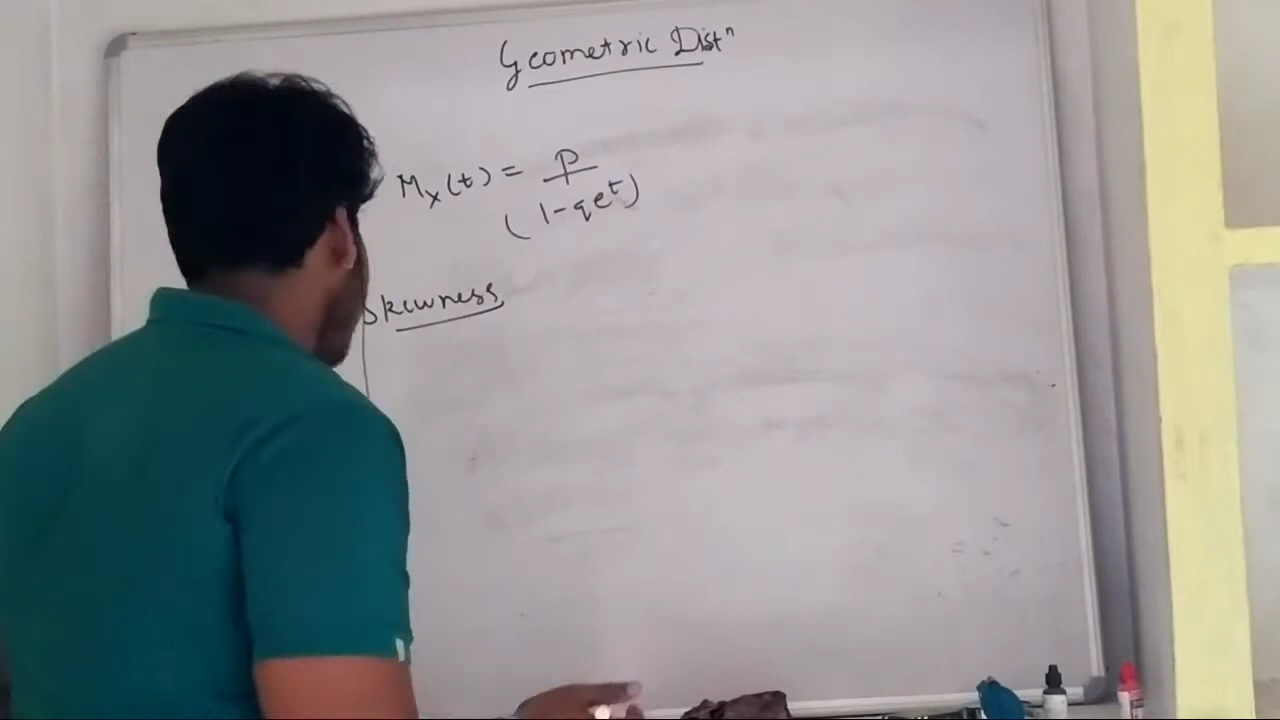 Geometric Distⁿ
Mₓ(t) = p
(1-qeᵗ)
Skewness